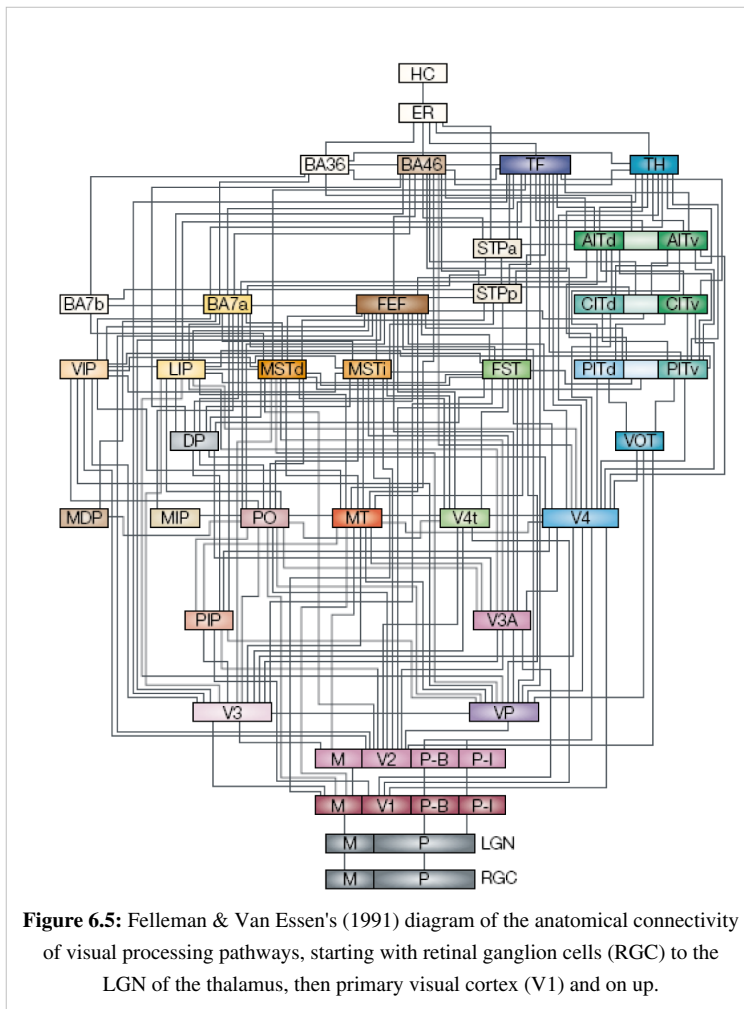 HC
ER
BA36 BA46 TF TH
STPa AITd AITv
BA7b BA7a FEF STPp CITd CITv
VIP LIP MSTd MSTi FST PITd PITv
DP VOT
MDP MIP PO MT V4t V4
PIP V3A
V3 VP
M V2 P-B P-I
M V1 P-B P-I
M P LGN
M P RGC
Figure 6.5: Felleman & Van Essen's (1991) diagram of the anatomical connectivity
of visual processing pathways, starting with retinal ganglion cells (RGC) to the
LGN of the thalamus, then primary visual cortex (V1) and on up.